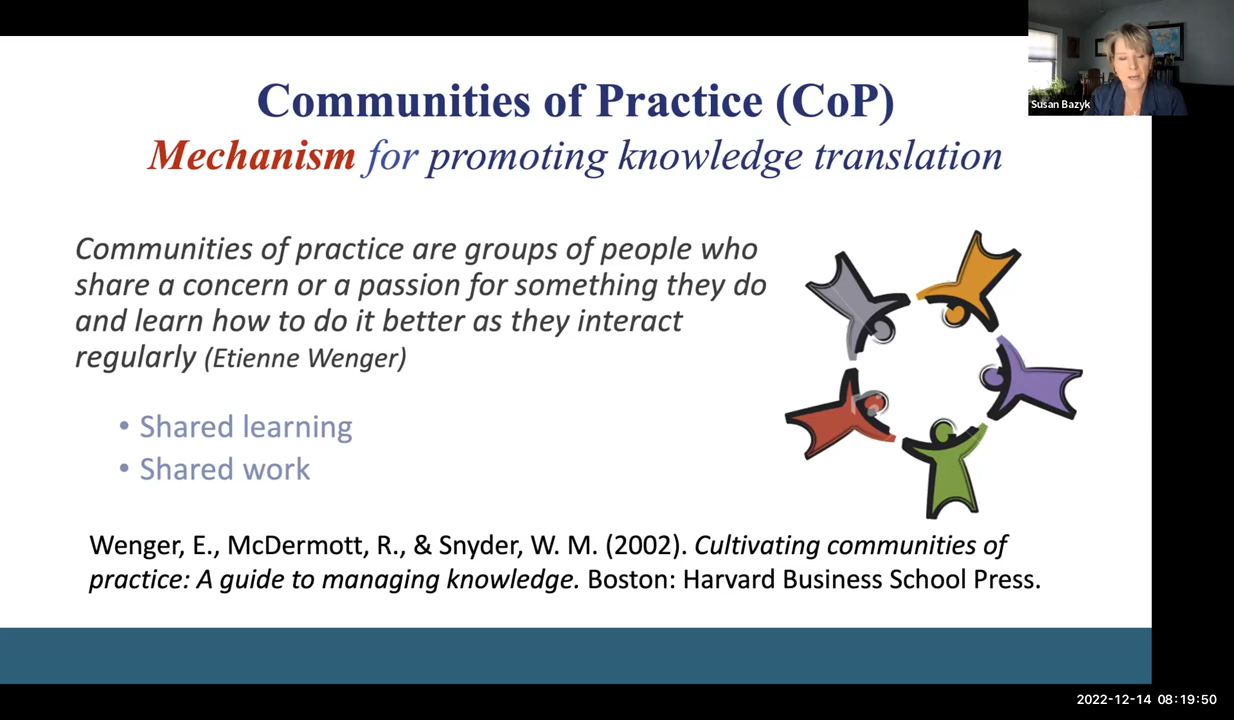 Communities of Practice (CoP)
Mechanism for promoting knowledge translation
Susan Bazyk
Communities of practice are groups of people who
share a concern or a passion for something they do
and learn how to do it better as they interact
regularly (Etienne Wenger)
• Shared learning
• Shared work
Wenger, E., McDermott, R., & Snyder, W. M. (2002). Cultivating communities of
practice: A guide to managing knowledge. Boston: Harvard Business School Press.
2022-12-14 08:19:50